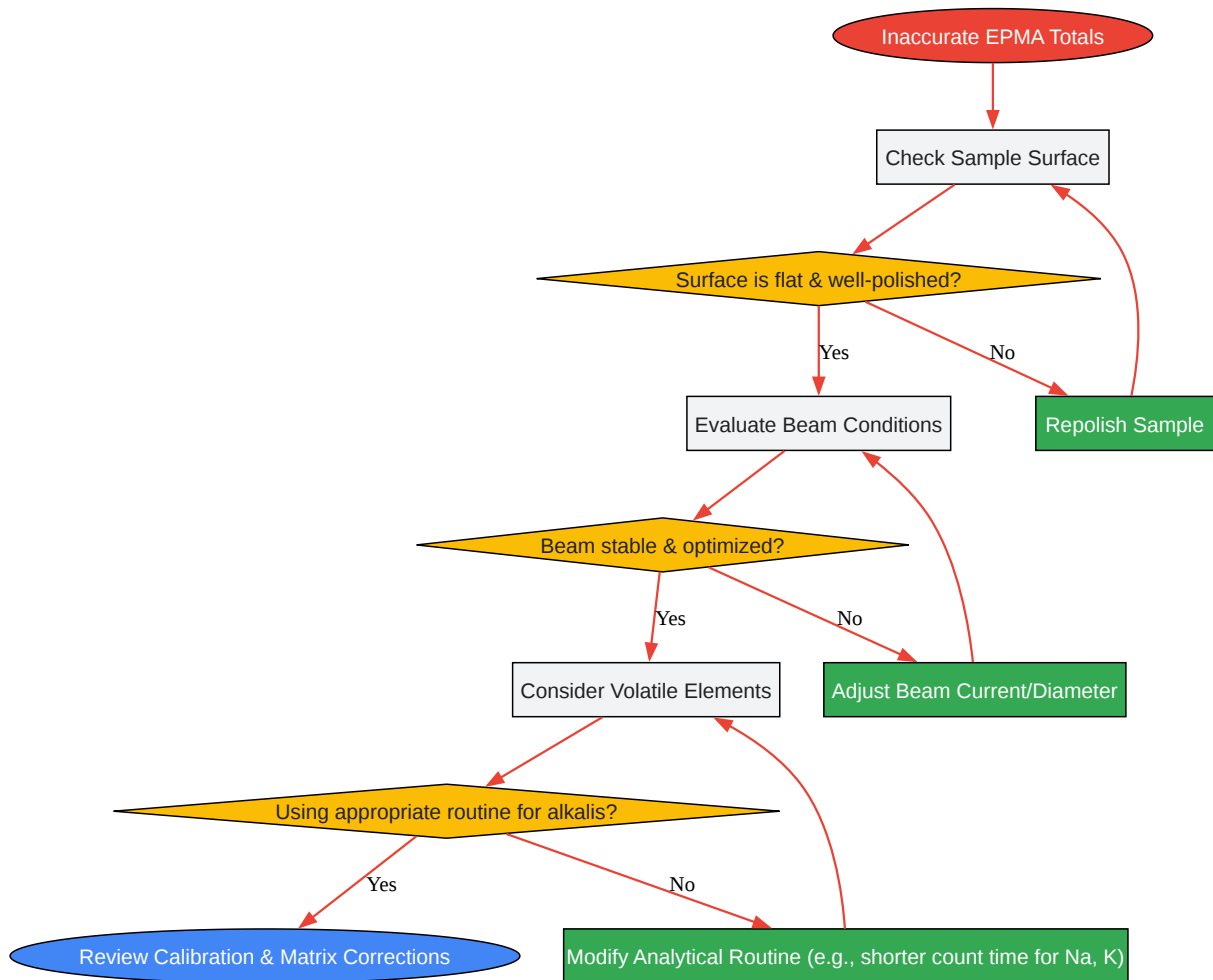 Inaccurate EPMA Totals
Check Sample Surface
Surface is flat & well-polished?
Yes
No
Evaluate Beam Conditions
Repolish Sample
Beam stable & optimized?
Yes
No
Consider Volatile Elements
Adjust Beam Current/Diameter
Using appropriate routine for alkalis?
Yes
No
Review Calibration & Matrix Corrections
Modify Analytical Routine (e.g., shorter count time for Na, K)